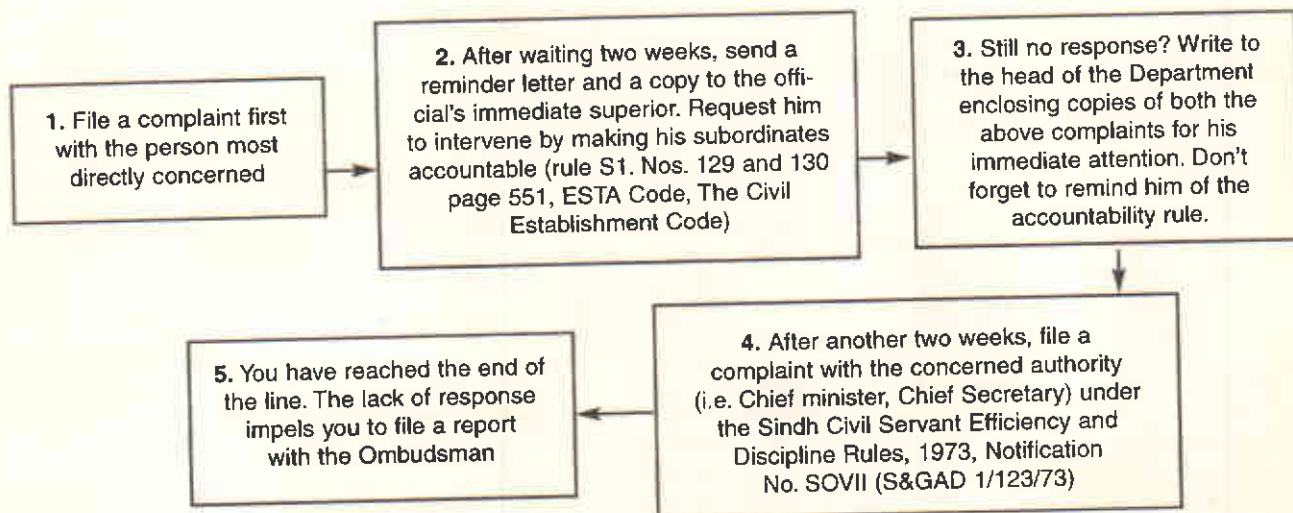 1. File a complaint first
with the person most
directly concerned
2. After waiting two weeks, send a
reminder letter and a copy to the offi-
cial's immediate superior. Request him
to intervene by making his subordinates
accountable (rule S1. Nos. 129 and 130
page 551, ESTA Code, The Civil
Establishment Code)
3. Still no response? Write to
the head of the Department
enclosing copies of both the
above complaints for his
immediate attention. Don't
forget to remind him of the
accountability rule.
4. After another two weeks, file a
complaint with the concerned authority
(i.e. Chief minister, Chief Secretary) under
the Sindh Civil Servant Efficiency and
Discipline Rules, 1973, Notification
No. SOVII (S&GAD 1/123/73)
5. You have reached the end of
the line. The lack of response
impels you to file a report
with the Ombudsman